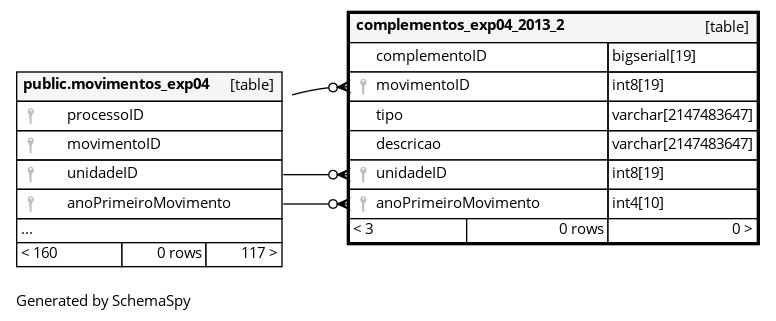 complementos_exp04_2013_2 [table]
complementoID bigserial[19]
movimentoID int8[19]
tipo varchar[2147483647]
descricao varchar[2147483647]
unidadeID int8[19]
anoPrimeiroMovimento int4[10]
< 3 0 rows 0 >
public.movimentos_exp04 [table]
processoID
movimentoID
unidadeID
anoPrimeiroMovimento
...
< 160 0 rows 117 >
Generated by SchemaSpy